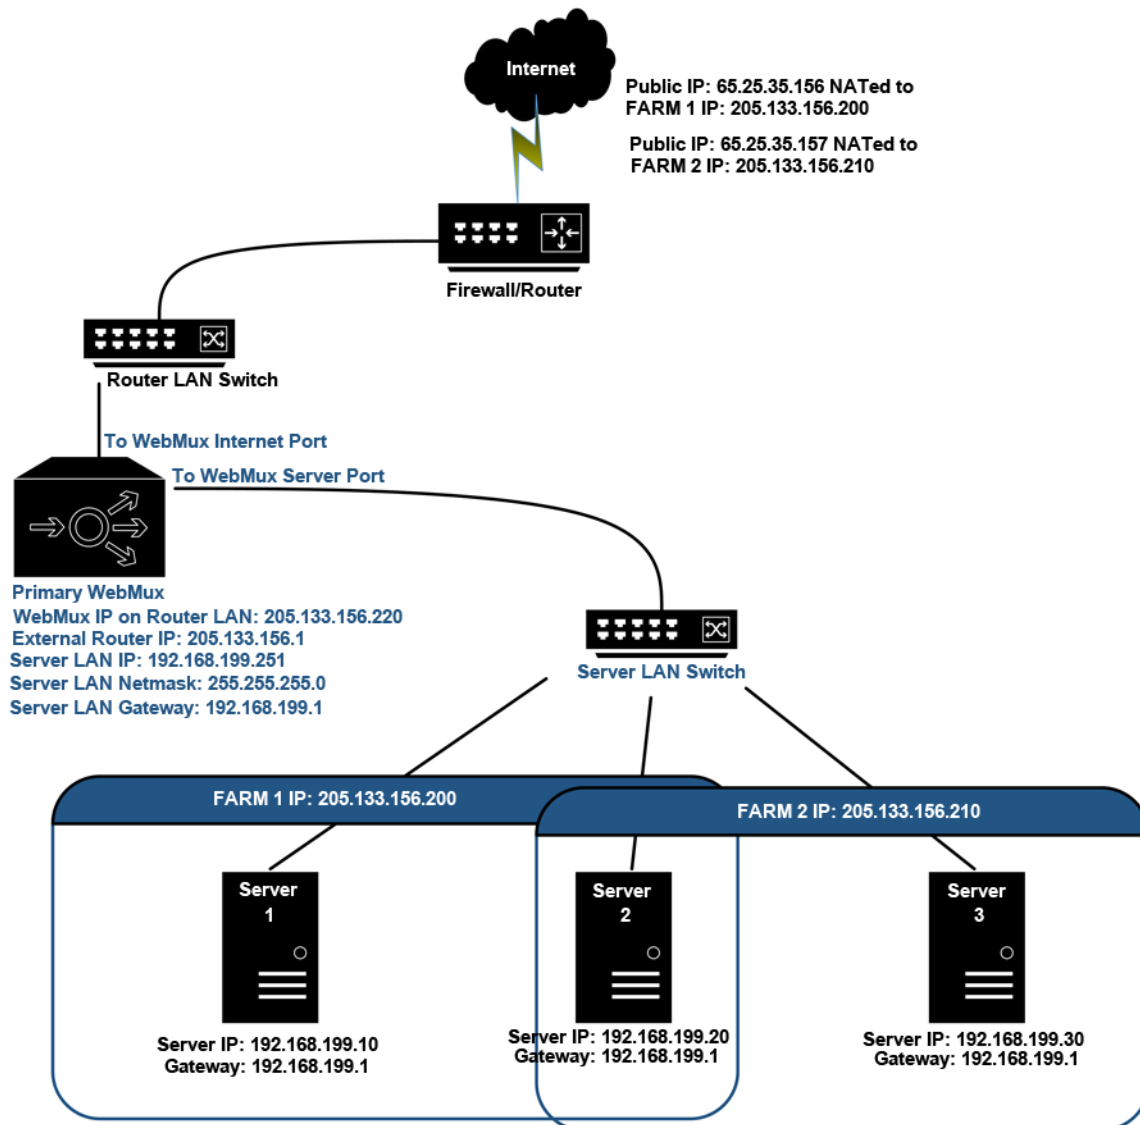 Internet
Public IP: 65.25.35.156 NATed to
FARM 1 IP: 205.133.156.200
Public IP: 65.25.35.157 NATed to
FARM 2 IP: 205.133.156.210
Firewall/Router
Router LAN Switch
To WebMux Internet Port
To WebMux Server Port
Primary WebMux
WebMux IP on Router LAN: 205.133.156.220
External Router IP: 205.133.156.1
Server LAN IP: 192.168.199.251
Server LAN Netmask: 255.255.255.0
Server LAN Gateway: 192.168.199.1
Server LAN Switch
FARM 1 IP: 205.133.156.200
FARM 2 IP: 205.133.156.210
Server
1
Server
2
Server
3
Server IP: 192.168.199.10
Gateway: 192.168.199.1
Server IP: 192.168.199.20
Gateway: 192.168.199.1
Server IP: 192.168.199.30
Gateway: 192.168.199.1